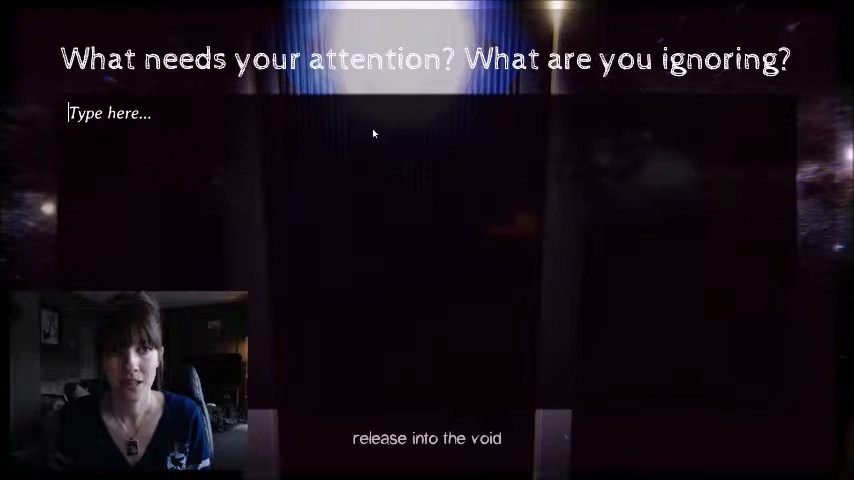 What needs your attention? What are you ignoring?
Type here...
release into the void